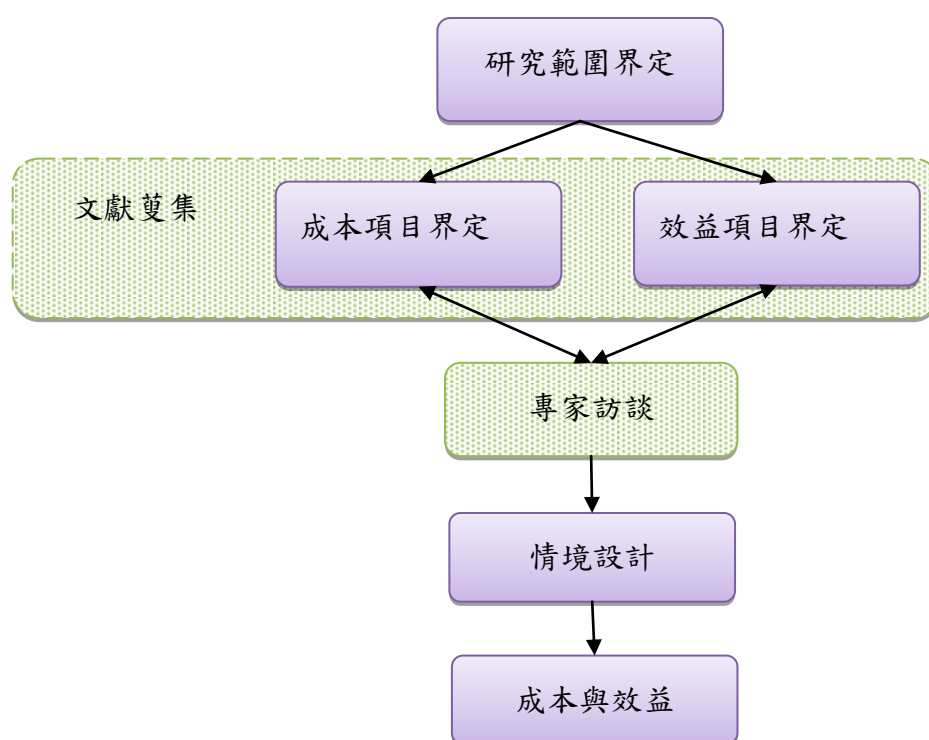 研究範圍界定
文獻蒐集
成本項目界定
效益項目界定
專家訪談
情境設計
成本與效益